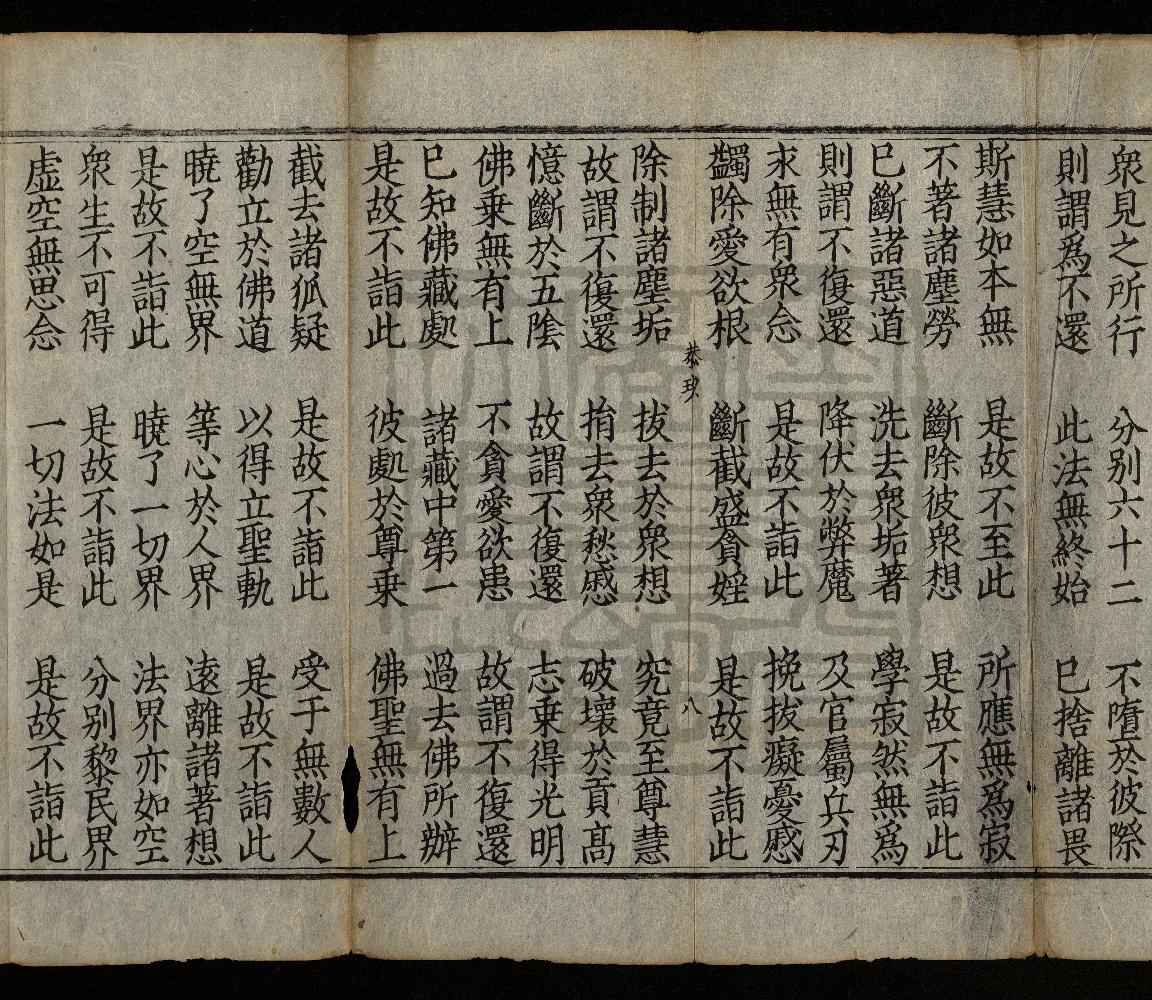 衆見之所行　分別六十二　不墮於彼際
則謂爲不還　此法無終始　已捨離諸畏
斯慧如本無　是故不至此　所應無爲寂
不著諸塵勞　斷除彼衆想　是故不詣此
已斷諸惡道　洗去衆垢著　學寂然無爲
則謂不復還　降伏於弊魔　及官屬兵刃
求無有衆念　是故不詣此　挽拔癡憂慼
蠲除愛欲根　斷截盛貪婬　是故不詣此
恭 八
除制諸塵垢　拔去於衆想　究竟至尊慧
故謂不復還　捐去衆愁慼　破壞於貢高
憶斷於五陰　故謂不復還　志乗得光明
佛乗無有上　不貪愛欲患　故謂不復還
已知佛藏處　諸藏中第一　過去佛所辦
是故不詣此　彼處於尊乗　佛聖無有上
截去諸狐疑　是故不詣此　受于無數人
勸立於佛道　以得立聖軌　是故不詣此
曉了空無界　等心於人界　遠離諸著想
是故不詣此　曉了一切界　法界亦如空
衆生不可得　是故不詣此　分别黎民界
虛空無思念　一切法如是　是故不詣此